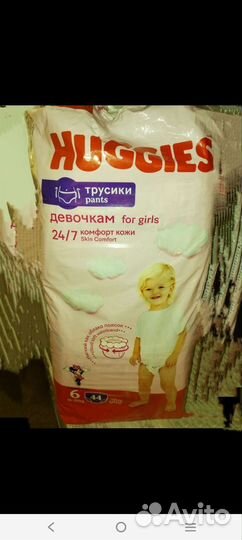 HUGGIES
трусики
pants
девочкам for girls
24/7 комфорт кожи
Skin Comfort
6
44
Avito